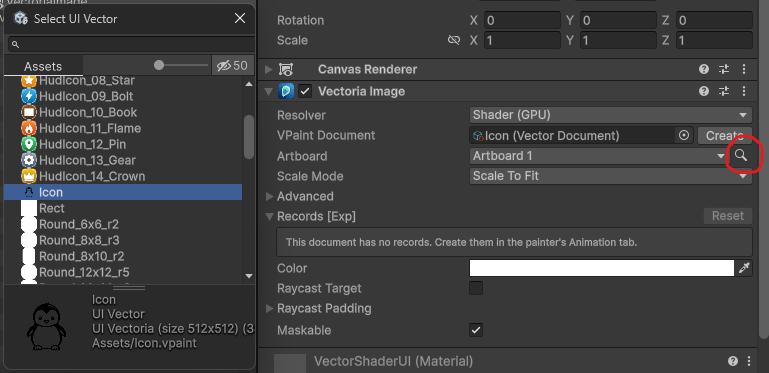 Select UI Vector
Assets
50
HudIcon_08_Star
HudIcon_09_Bolt
HudIcon_10_Book
HudIcon_11_Flame
HudIcon_12_Pin
HudIcon_13_Gear
HudIcon_14_Crown
Icon
Rect
Round_6x6_r2
Round_8x8_r3
Round_8x10_r2
Round_12x12_r5
Icon
UI Vector
UI Vectoria (size 512x512) (3
Assets/Icon.vpaint
Rotation X 0 Y 0 Z 0
Scale X 1 Y 1 Z 1
Canvas Renderer
Vectoria Image
Resolver Shader (GPU)
VPaint Document Icon (Vector Document) Create
Artboard Artboard 1
Scale Mode Scale To Fit
Advanced
Records [Exp] Reset
This document has no records. Create them in the painter's Animation tab.
Color
Raycast Target
Raycast Padding
Maskable
VectorShaderUI (Material)